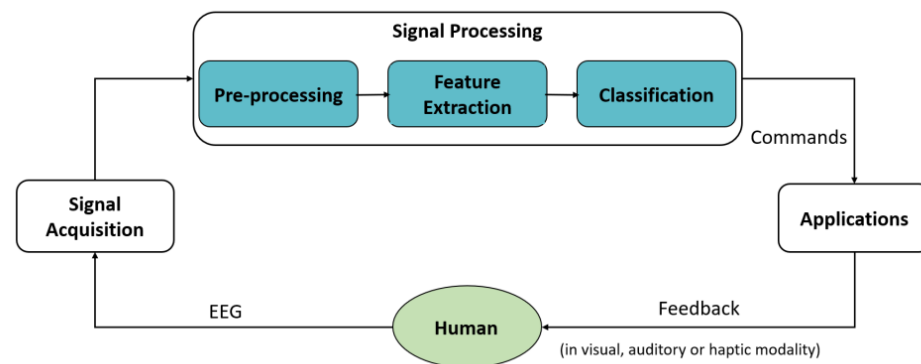 Signal Processing
Pre-processing
Feature
Extraction
Classification
Commands
Signal
Acquisition
Applications
EEG
Human
Feedback
(in visual, auditory or haptic modality)